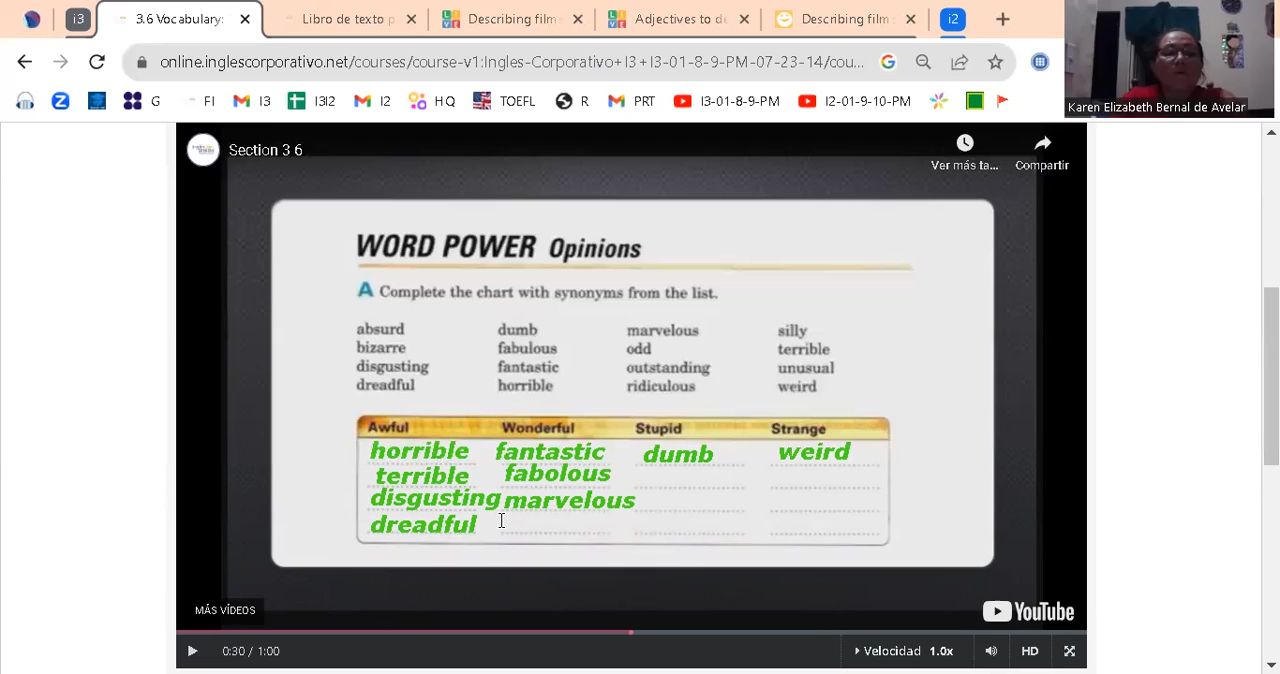 i3
3.6 Vocabulary:
Libro de texto p
Describing film
Adjectives to d
Describing film
i2
online.inglescorporativo.net/courses/course-v1:Ingles-Corporativo+I3+I3-01-8-9-PM-07-23-14/cou...
G
FI
I3
I3I2
I2
HQ
TOEFL
R
PRT
I3-01-8-9-PM
I2-01-9-10-PM
Karen Elizabeth Bernal de Avelar
Section 3 6
Ver más ta...
Compartir
WORD POWER Opinions
A Complete the chart with synonyms from the list.
absurd dumb marvelous silly
bizarre fabulous odd terrible
disgusting fantastic outstanding unusual
dreadful horrible ridiculous weird
Awful Wonderful Stupid Strange
horrible fantastic dumb weird
terrible fabolous
disgusting marvelous
dreadful
MÁS VÍDEOS
YouTube
0:30 / 1:00
Velocidad 1.0x
HD